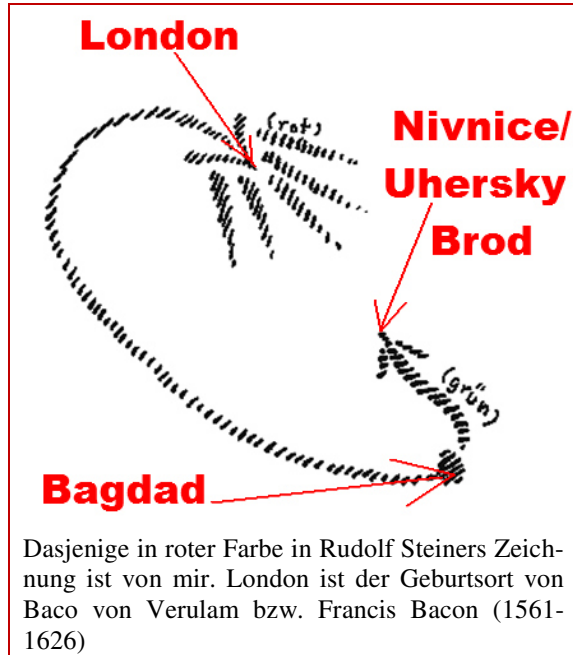 London
(rot)
Nivnice/
Uhersky
Brod
(grün)
Bagdad
Dasjenige in roter Farbe in Rudolf Steiners Zeich-
nung ist von mir. London ist der Geburtsort von
Baco von Verulam bzw. Francis Bacon (1561-
1626)